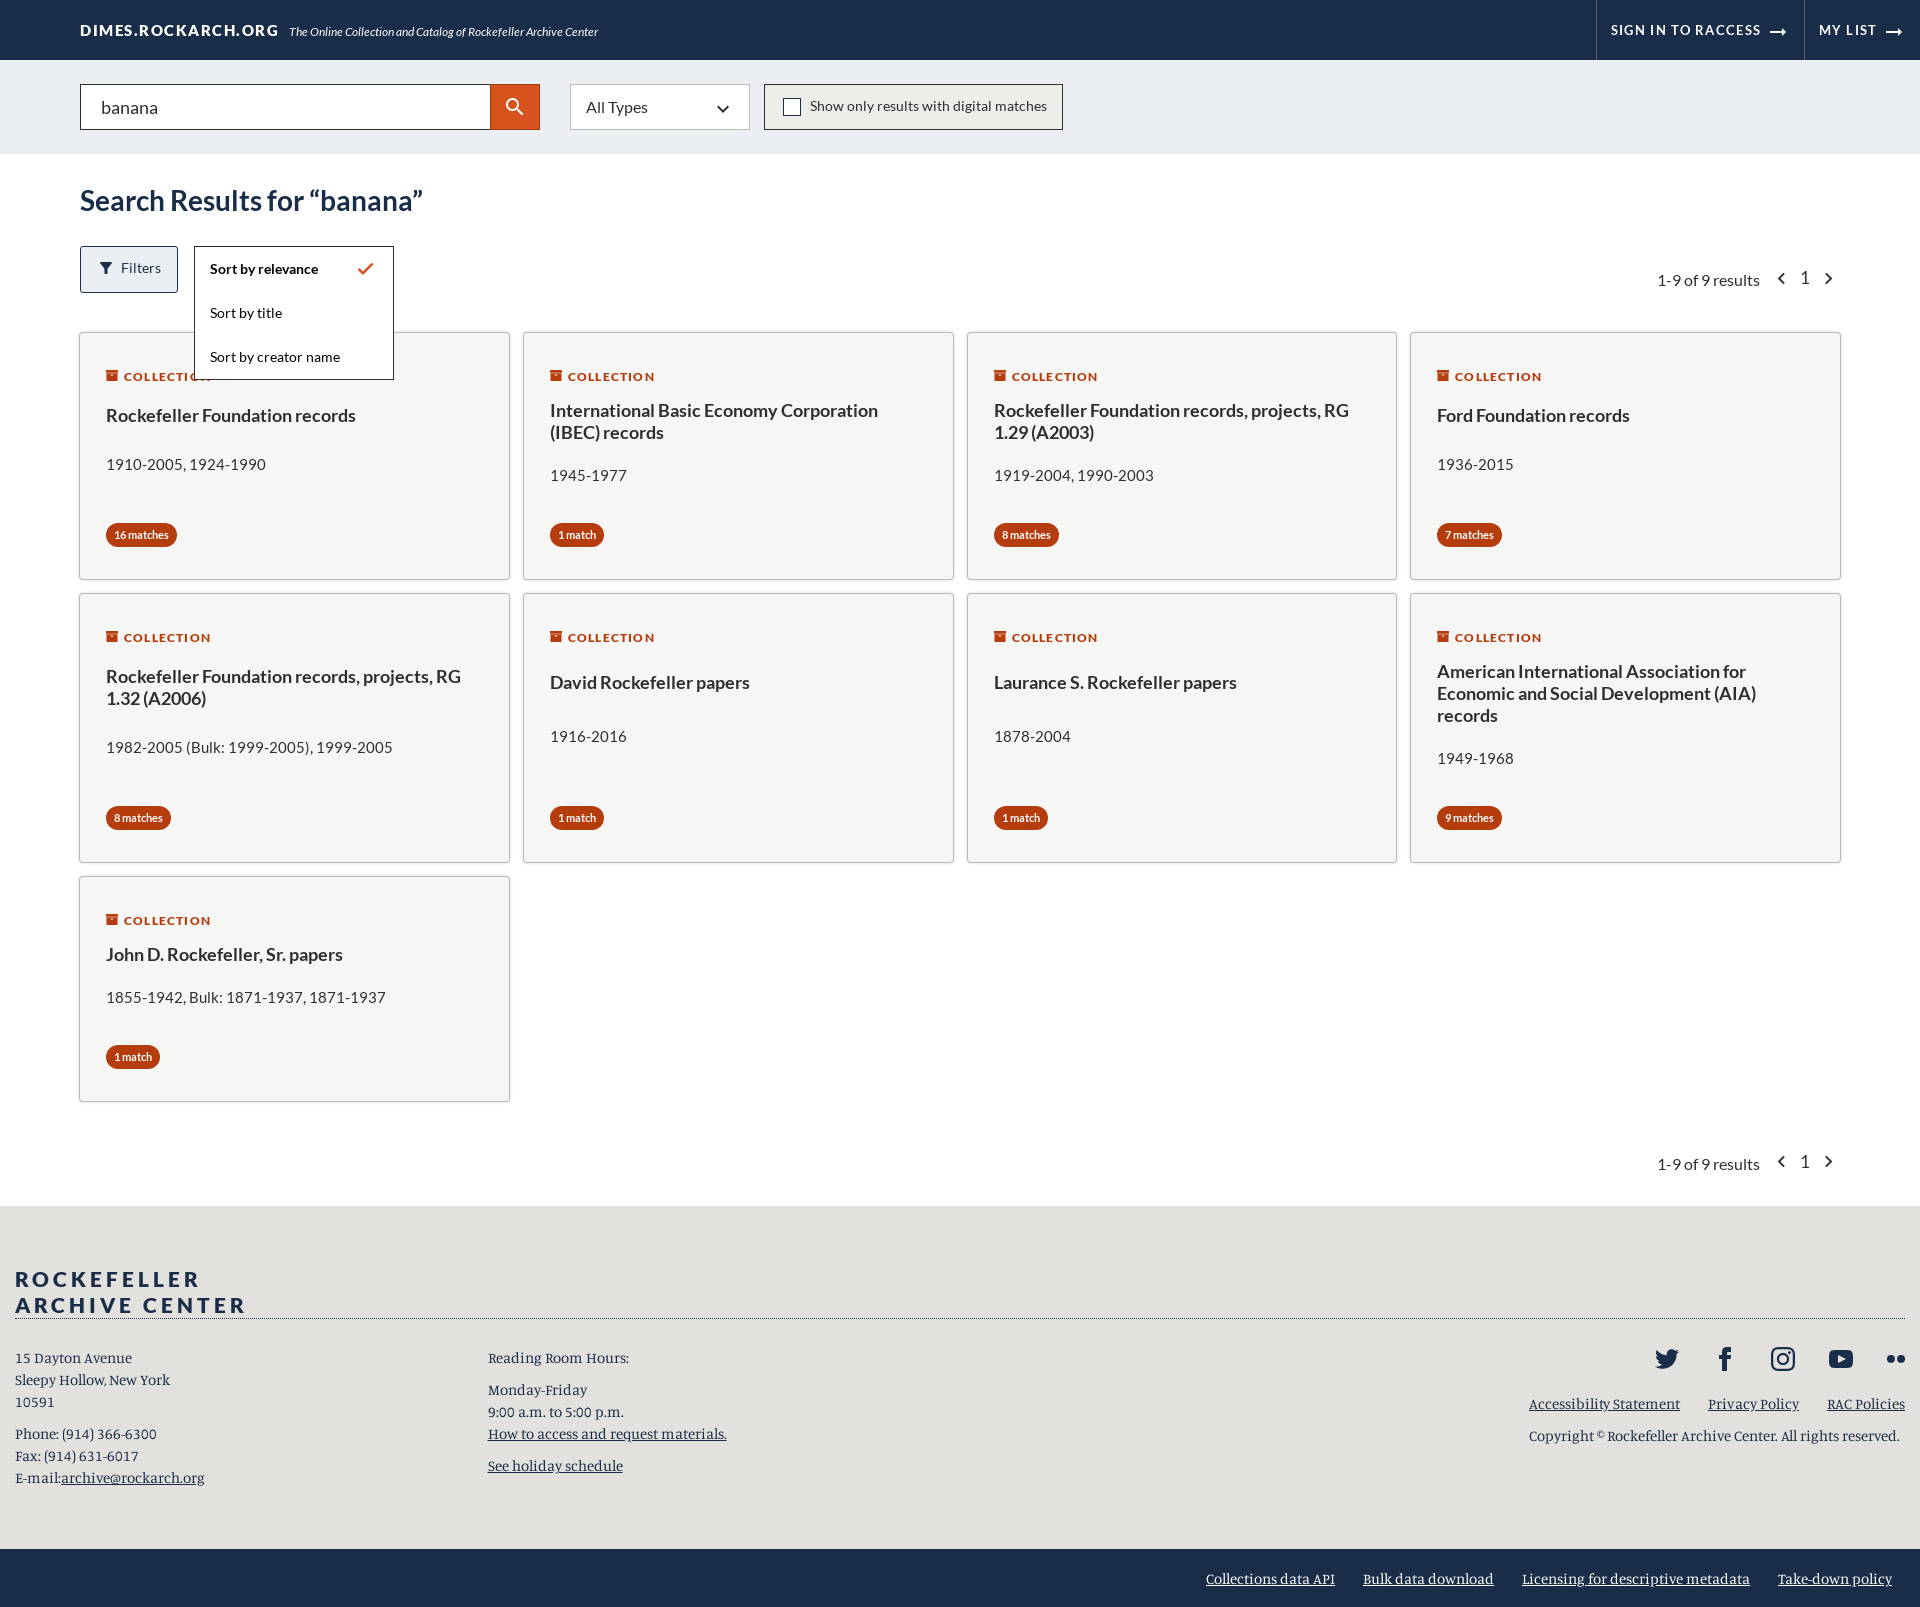 DIMES.ROCKARCH.ORG The Online Collection and Catalog of Rockefeller Archive Center
SIGN IN TO RACCESS
MY LIST
banana
All Types
Show only results with digital matches
Search Results for “banana”
Filters
Sort by relevance
Sort by title
Sort by creator name
1-9 of 9 results
1
COLLECTION
Rockefeller Foundation records
1910-2005, 1924-1990
16 matches
COLLECTION
International Basic Economy Corporation
(IBEC) records
1945-1977
1 match
COLLECTION
Rockefeller Foundation records, projects, RG
1.29 (A2003)
1919-2004, 1990-2003
8 matches
COLLECTION
Ford Foundation records
1936-2015
7 matches
COLLECTION
Rockefeller Foundation records, projects, RG
1.32 (A2006)
1982-2005 (Bulk: 1999-2005), 1999-2005
8 matches
COLLECTION
David Rockefeller papers
1916-2016
1 match
COLLECTION
Laurance S. Rockefeller papers
1878-2004
1 match
COLLECTION
American International Association for
Economic and Social Development (AIA)
records
1949-1968
9 matches
COLLECTION
John D. Rockefeller, Sr. papers
1855-1942, Bulk: 1871-1937, 1871-1937
1 match
1-9 of 9 results
1
ROCKEFELLER
ARCHIVE CENTER
15 Dayton Avenue
Sleepy Hollow, New York
10591
Phone: (914) 366-6300
Fax: (914) 631-6017
E-mail:archive@rockarch.org
Reading Room Hours:
Monday-Friday
9:00 a.m. to 5:00 p.m.
How to access and request materials.
See holiday schedule
Accessibility Statement
Privacy Policy
RAC Policies
Copyright © Rockefeller Archive Center. All rights reserved.
Collections data API
Bulk data download
Licensing for descriptive metadata
Take-down policy